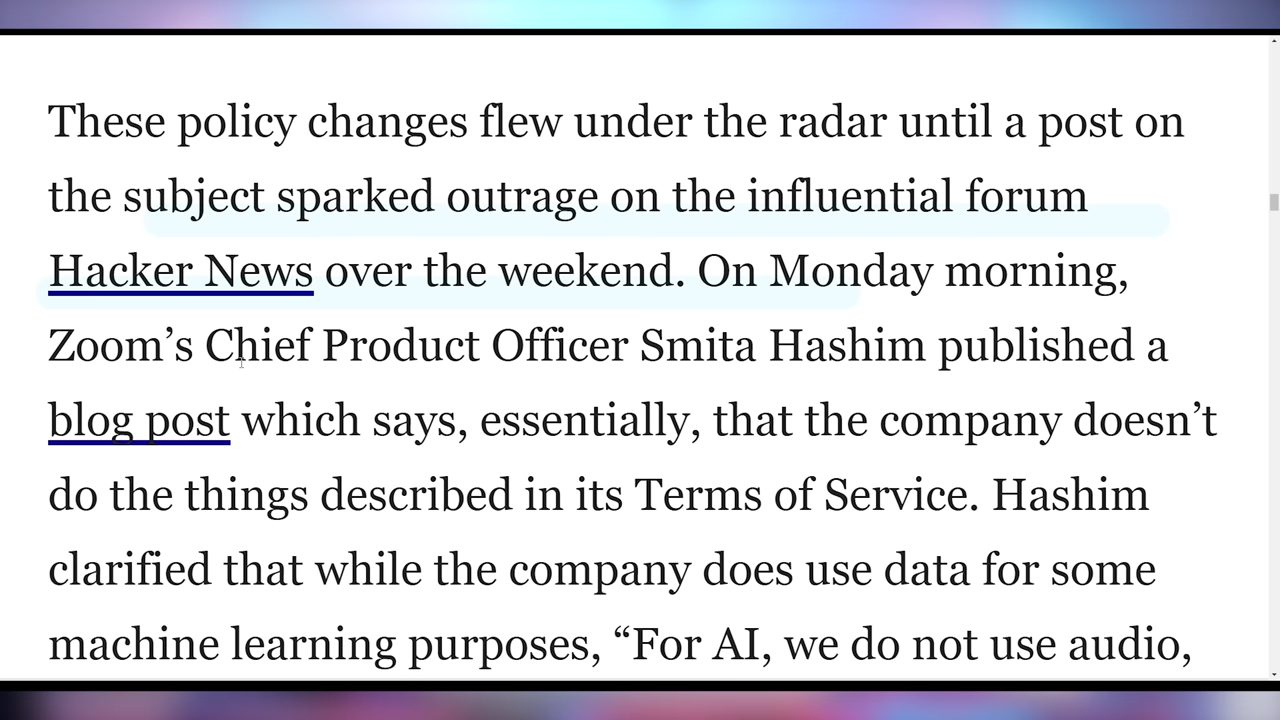 These policy changes flew under the radar until a post on
the subject sparked outrage on the influential forum
Hacker News over the weekend. On Monday morning,
Zoom’s Chief Product Officer Smita Hashim published a
blog post which says, essentially, that the company doesn’t
do the things described in its Terms of Service. Hashim
clarified that while the company does use data for some
machine learning purposes, “For AI, we do not use audio,